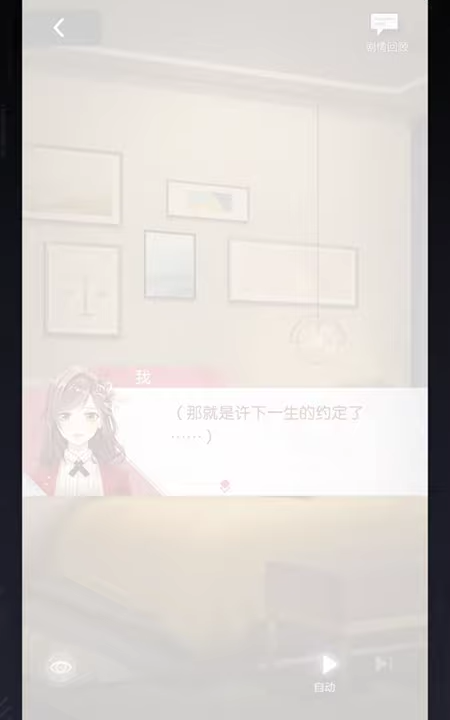 剧情回顾
我
（那就是许下一生的约定了
……）
自动